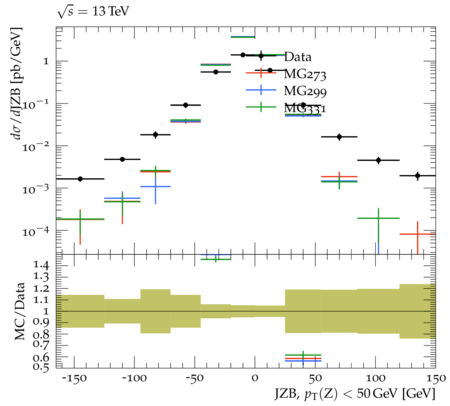 √s = 13 TeV
dσ/dJZB [pb/GeV]
1
10⁻¹
10⁻²
10⁻³
10⁻⁴
Data
MG273
MG299
MG331
MC/Data
1.4
1.3
1.2
1.1
1
0.9
0.8
0.7
0.6
0.5
-150 -100 -50 0 50 100 150
JZB, pT(Z) < 50 GeV [GeV]